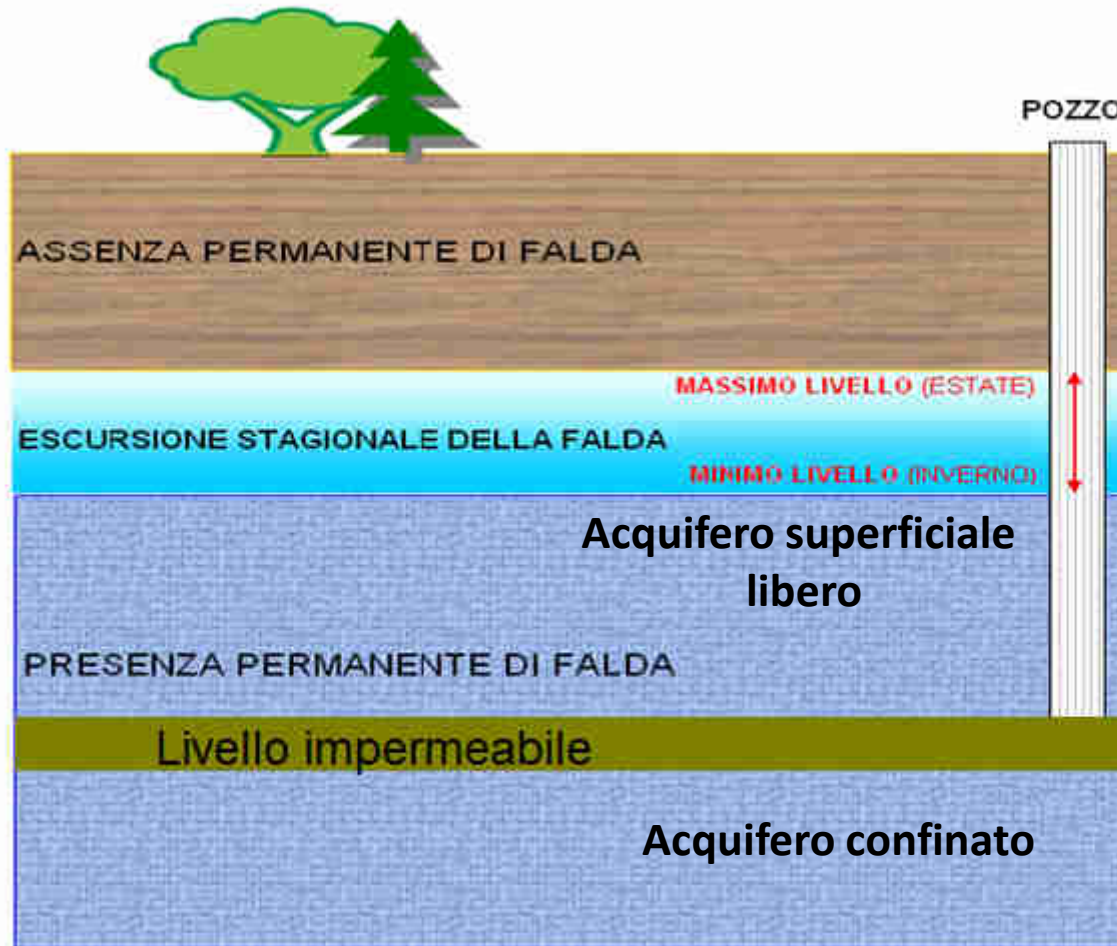 POZZO
ASSENZA PERMANENTE DI FALDA
MASSIMO LIVELLO (ESTATE)
ESCURSIONE STAGIONALE DELLA FALDA
MINIMO LIVELLO (INVERNO)
Acquifero superficiale
libero
PRESENZA PERMANENTE DI FALDA
Livello impermeabile
Acquifero confinato